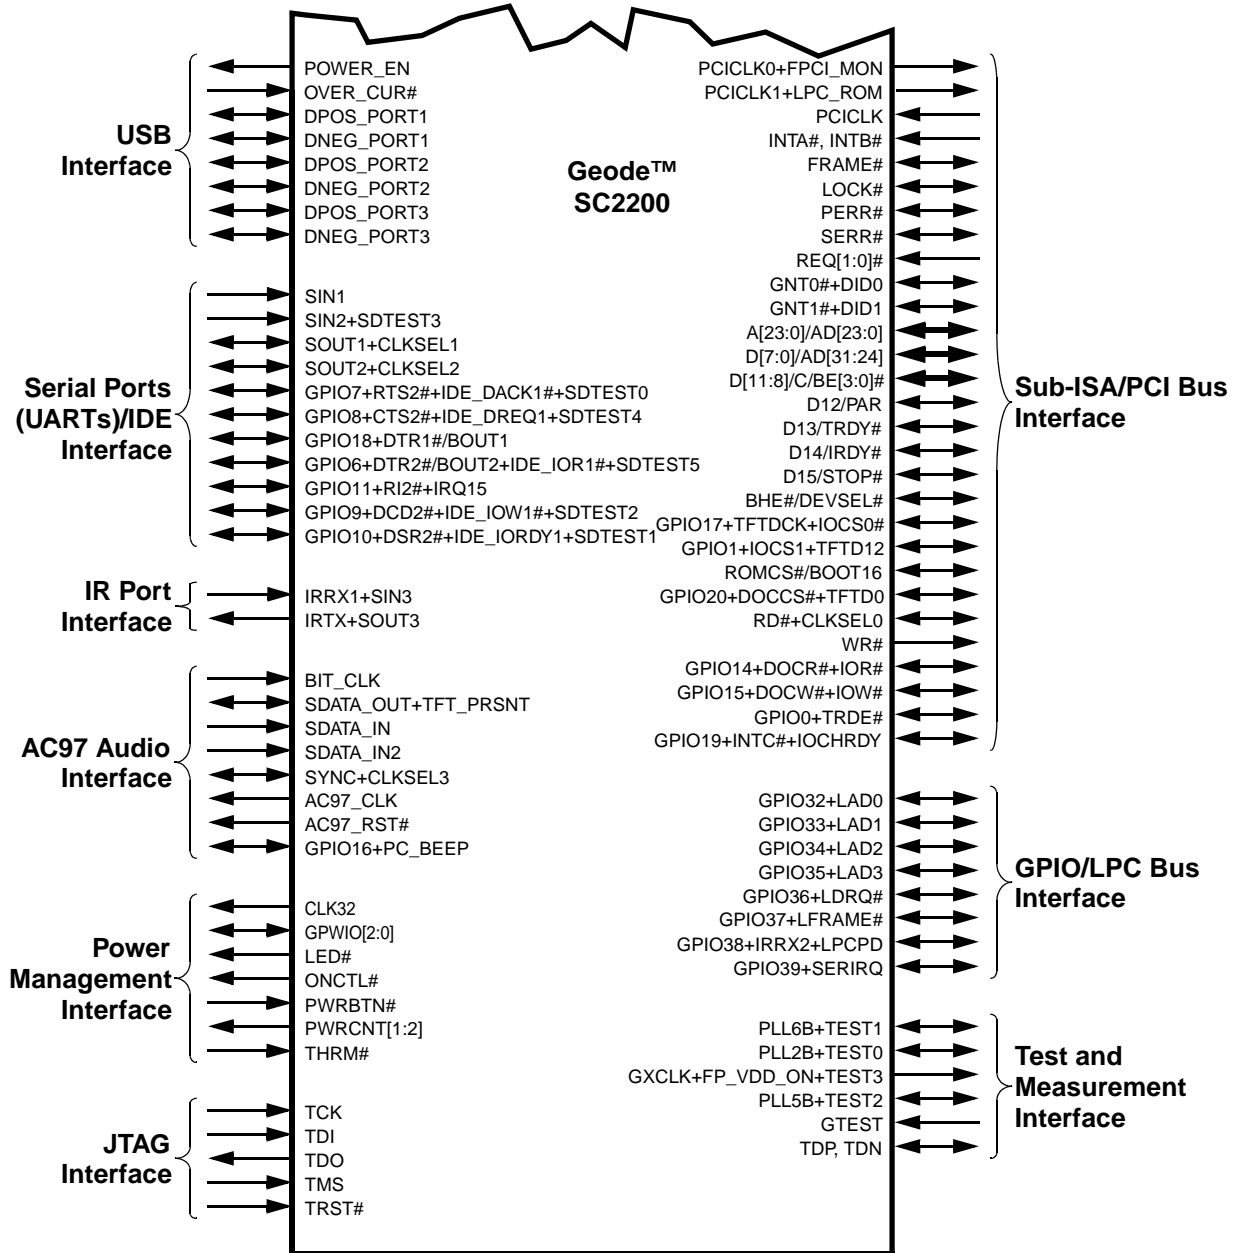 Geode™
SC2200
USB
Interface
POWER_EN
OVER_CUR#
DPOS_PORT1
DNEG_PORT1
DPOS_PORT2
DNEG_PORT2
DPOS_PORT3
DNEG_PORT3
Serial Ports
(UARTs)/IDE
Interface
SIN1
SIN2+SDTEST3
SOUT1+CLKSEL1
SOUT2+CLKSEL2
GPIO7+RTS2#+IDE_DACK1#+SDTEST0
GPIO8+CTS2#+IDE_DREQ1+SDTEST4
GPIO18+DTR1#/BOUT1
GPIO6+DTR2#/BOUT2+IDE_IOR1#+SDTEST5
GPIO11+RI2#+IRQ15
GPIO9+DCD2#+IDE_IOW1#+SDTEST2
GPIO10+DSR2#+IDE_IORDY1+SDTEST1
IR Port
Interface
IRRX1+SIN3
IRTX+SOUT3
AC97 Audio
Interface
BIT_CLK
SDATA_OUT+TFT_PRSNT
SDATA_IN
SDATA_IN2
SYNC+CLKSEL3
AC97_CLK
AC97_RST#
GPIO16+PC_BEEP
Power
Management
Interface
CLK32
GPWIO[2:0]
LED#
ONCTL#
PWRBTN#
PWRCNT[1:2]
THRM#
JTAG
Interface
TCK
TDI
TDO
TMS
TRST#
PCICLK0+FPCI_MON
PCICLK1+LPC_ROM
PCICLK
INTA#, INTB#
FRAME#
LOCK#
PERR#
SERR#
REQ[1:0]#
GNT0#+DID0
GNT1#+DID1
A[23:0]/AD[23:0]
D[7:0]/AD[31:24]
D[11:8]/C/BE[3:0]#
D12/PAR
D13/TRDY#
D14/IRDY#
D15/STOP#
BHE#/DEVSEL#
GPIO17+TFTDCK+IOCS0#
GPIO1+IOCS1+TFTD12
ROMCS#/BOOT16
GPIO20+DOCCS#+TFTD0
RD#+CLKSEL0
WR#
GPIO14+DOCR#+IOR#
GPIO15+DOCW#+IOW#
GPIO0+TRDE#
GPIO19+INTC#+IOCHRDY
Sub-ISA/PCI Bus
Interface
GPIO32+LAD0
GPIO33+LAD1
GPIO34+LAD2
GPIO35+LAD3
GPIO36+LDRQ#
GPIO37+LFRAME#
GPIO38+IRRX2+LPCPD
GPIO39+SERIRQ
GPIO/LPC Bus
Interface
PLL6B+TEST1
PLL2B+TEST0
GXCLK+FP_VDD_ON+TEST3
PLL5B+TEST2
GTEST
TDP, TDN
Test and
Measurement
Interface